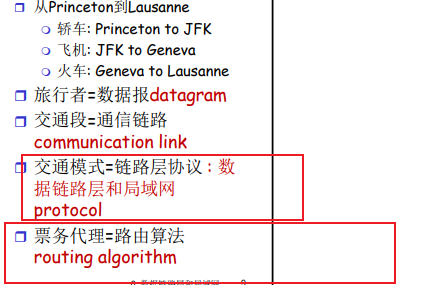 从Princeton到Lausanne
轿车: Princeton to JFK
飞机: JFK to Geneva
火车: Geneva to Lausanne
旅行者=数据报datagram
交通段=通信链路
communication link
交通模式=链路层协议：数
据链路层和局域网
protocol
票务代理=路由算法
routing algorithm